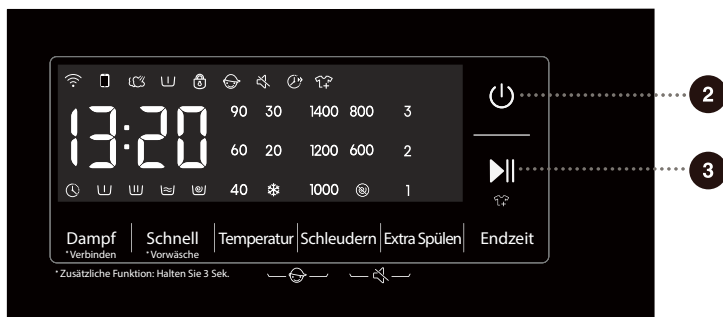 90 30 1400 800 3
13:20
60 20 1200 600 2
40 1000 1
Dampf Schnell Temperatur Schleudern Extra Spülen Endzeit
*Verbinden *Vorwäsche
*Zusätzliche Funktion: Halten Sie 3 Sek.
2
3